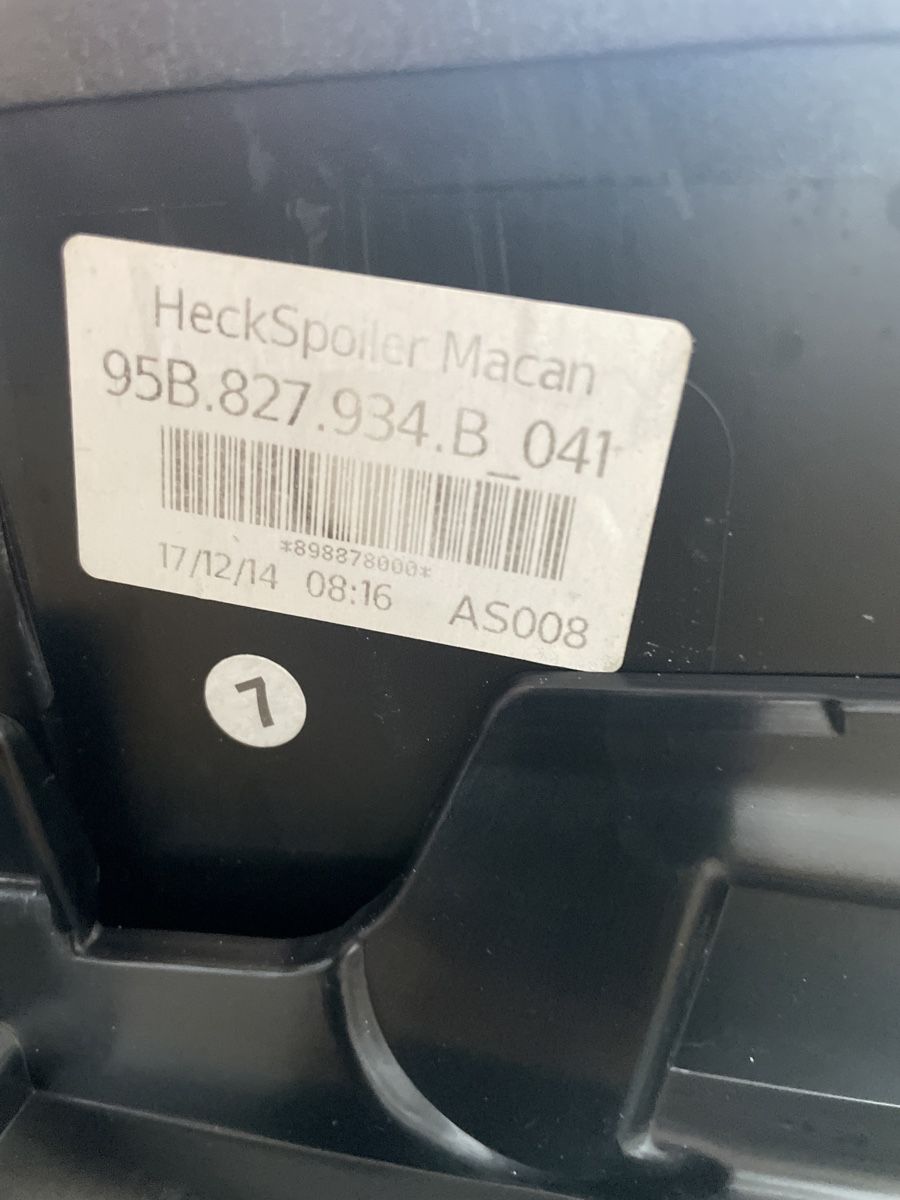 HeckSpoiler Macan
95B.827.934.B_041
*898878000*
17/12/14 08:16 AS008
7